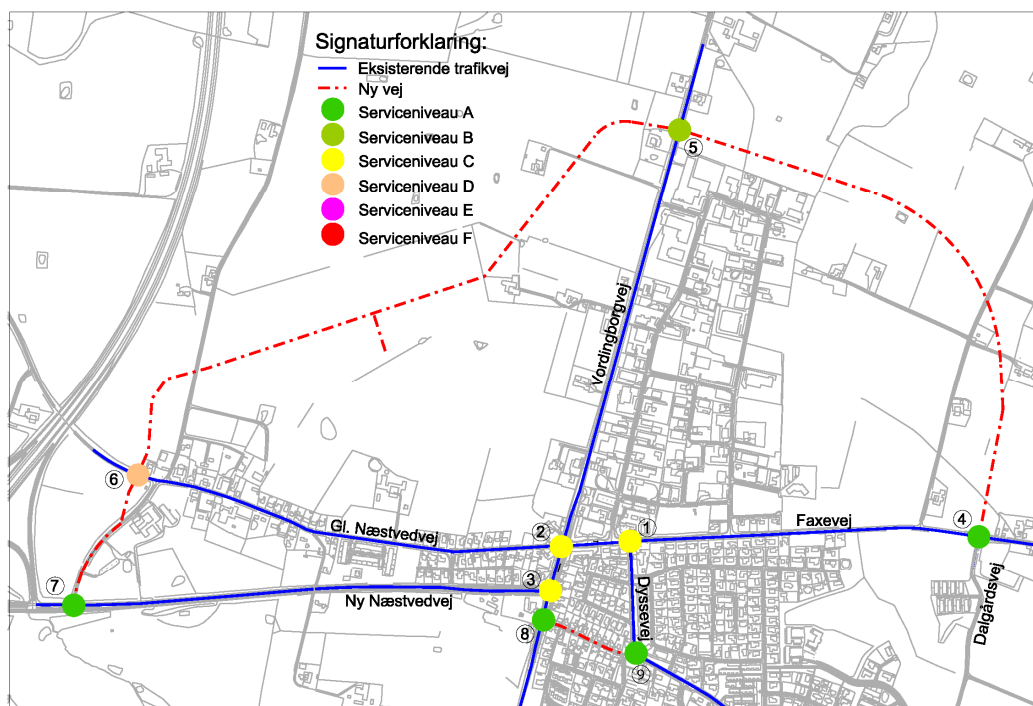 Signaturforklaring:
Eksisterende trafikvej
Ny vej
Serviceniveau A
Serviceniveau B
Serviceniveau C
Serviceniveau D
Serviceniveau E
Serviceniveau F
5
Vordingborgvej
6
Gl. Næstvedvej
2
1
Faxevej
4
7
Ny Næstvedvej
3
Dyssevej
Dalgårdsvej
8
9